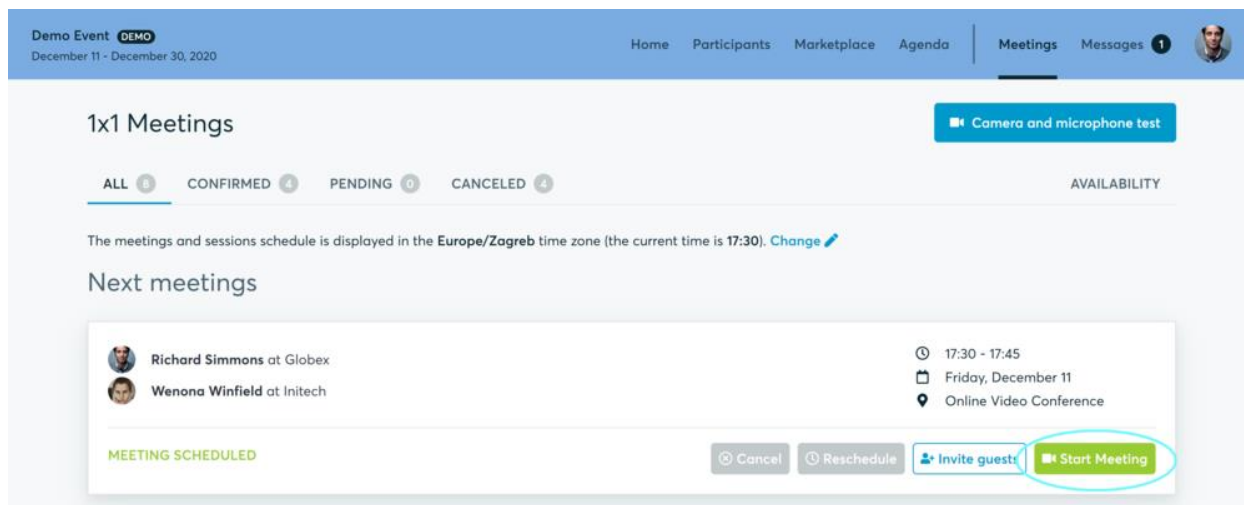 Demo Event DEMO
December 11 - December 30, 2020
Home Participants Marketplace Agenda Meetings Messages 1
1x1 Meetings
Camera and microphone test
ALL 8 CONFIRMED 4 PENDING 0 CANCELED 4 AVAILABILITY
The meetings and sessions schedule is displayed in the Europe/Zagreb time zone (the current time is 17:30). Change
Next meetings
Richard Simmons at Globex
Wenona Winfield at Initech
17:30 - 17:45
Friday, December 11
Online Video Conference
MEETING SCHEDULED
Cancel Reschedule Invite guests Start Meeting